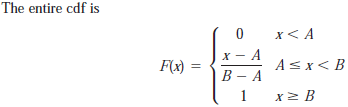 The entire cdf is
0 x < A
F(x) = x − A / B − A A ≤ x < B
1 x ≥ B